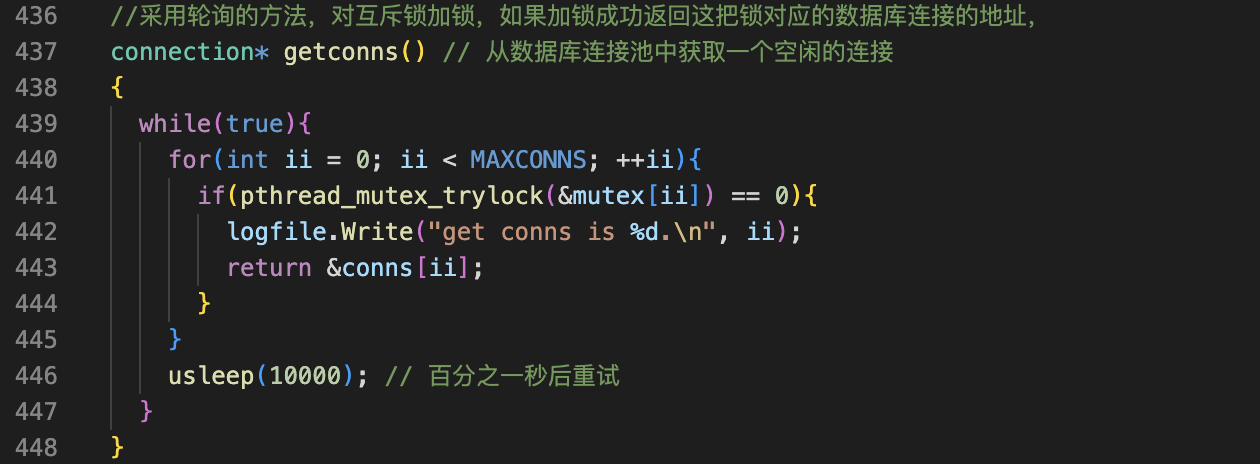 436 //采用轮询的方法，对互斥锁加锁，如果加锁成功返回这把锁对应的数据库连接的地址，
437 connection* getconns() // 从数据库连接池中获取一个空闲的连接
438 {
439 while(true){
440 for(int ii = 0; ii < MAXCONNS; ++ii){
441 if(pthread_mutex_trylock(&mutex[ii]) == 0){
442 logfile.Write("get conns is %d.\n", ii);
443 return &conns[ii];
444 }
445 }
446 usleep(10000); // 百分之一秒后重试
447 }
448 }